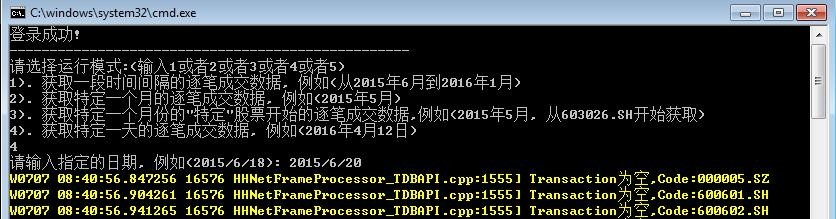 C:\windows\system32\cmd.exe
登录成功!
--------------------------------------------------
请选择运行模式:(输入1或者2或者3或者4或者5)
1). 获取一段时间间隔的逐笔成交数据, 例如(从2015年6月到2016年1月)
2). 获取特定一个月的逐笔成交数据, 例如(2015年5月)
3). 获取特定一个月份的"特定"股票开始的逐笔成交数据,例如(2015年5月, 从603026.SH开始获取)
4). 获取特定一天的逐笔成交数据, 例如(2016年4月12日)
4
请输入指定的日期, 例如(2015/6/18): 2015/6/20
W0707 08:40:56.847256 16576 HHNetFrameProcessor_TDBAPI.cpp:1555] Transaction为空,Code:000005.SZ
W0707 08:40:56.904261 16576 HHNetFrameProcessor_TDBAPI.cpp:1555] Transaction为空,Code:600601.SH
W0707 08:40:56.941265 16576 HHNetFrameProcessor_TDBAPI.cpp:1555] Transaction为空,Code:600602.SH